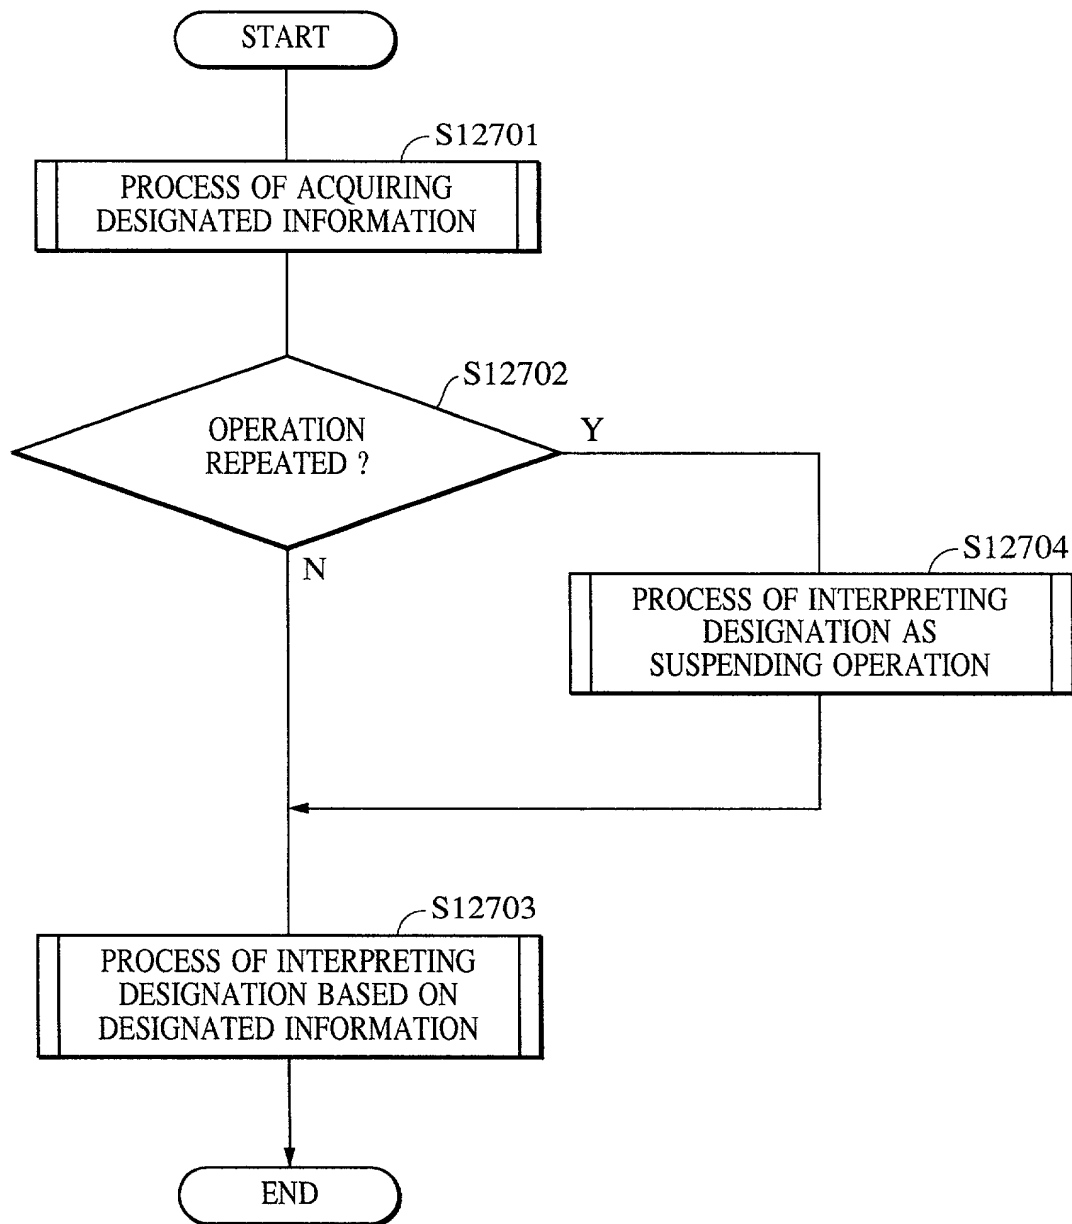 START
S12701
PROCESS OF ACQUIRING
DESIGNATED INFORMATION
S12702
OPERATION
REPEATED ?
Y
N
S12704
PROCESS OF INTERPRETING
DESIGNATION AS
SUSPENDING OPERATION
S12703
PROCESS OF INTERPRETING
DESIGNATION BASED ON
DESIGNATED INFORMATION
END